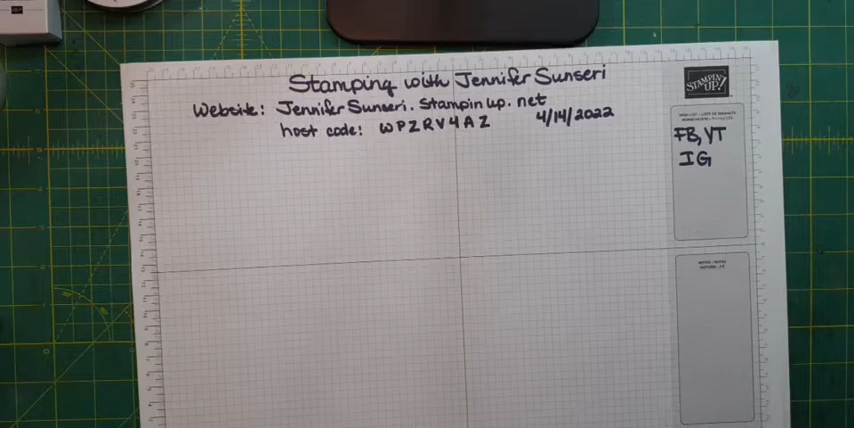 Stamping with Jennifer Sunseri
Website: JenniferSunseri.Stampinup.net
host code: WPZRV4AZ
4/14/2022
STAMPIN' UP!
FB, YT
IG